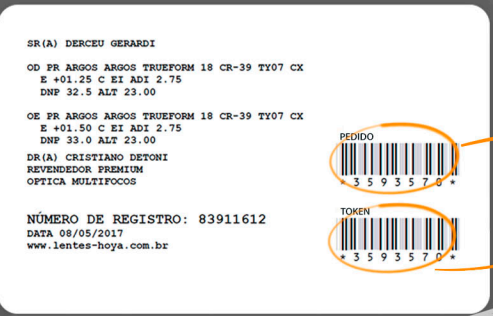 SR(A) DERCEU GERARDI
OD PR ARGOS ARGOS TRUEFORM 18 CR-39 TY07 CX
E +01.25 C EI ADI 2.75
DNP 32.5 ALT 23.00
OE PR ARGOS ARGOS TRUEFORM 18 CR-39 TY07 CX
E +01.50 C EI ADI 2.75
DNP 33.0 ALT 23.00
DR(A) CRISTIANO DETONI
REVENDEDOR PREMIUM
OPTICA MULTIFOCOS
NÚMERO DE REGISTRO: 83911612
DATA 08/05/2017
www.lentes-hoya.com.br
PEDIDO
* 3 5 9 3 5 7 0 *
TOKEN
* 3 5 9 3 5 7 0 *